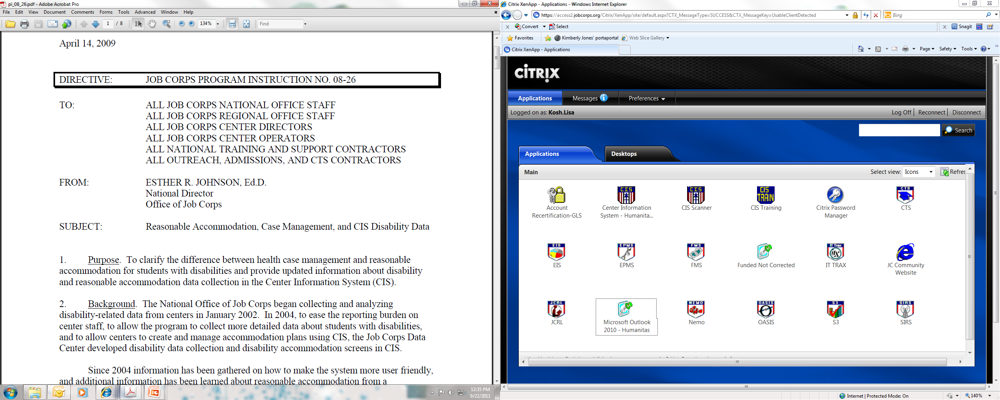 pi_08_26.pdf - Adobe Acrobat Pro
File Edit View Document Comments Forms Tools Advanced Window Help
1 / 8 134% Find
April 14, 2009
DIRECTIVE: JOB CORPS PROGRAM INSTRUCTION NO. 08-26
TO: ALL JOB CORPS NATIONAL OFFICE STAFF
ALL JOB CORPS REGIONAL OFFICE STAFF
ALL JOB CORPS CENTER DIRECTORS
ALL JOB CORPS CENTER OPERATORS
ALL NATIONAL TRAINING AND SUPPORT CONTRACTORS
ALL OUTREACH, ADMISSIONS, AND CTS CONTRACTORS
FROM: ESTHER R. JOHNSON, Ed.D.
National Director
Office of Job Corps
SUBJECT: Reasonable Accommodation, Case Management, and CIS Disability Data
1. Purpose. To clarify the difference between health case management and reasonable
accommodation for students with disabilities and provide updated information about disability
and reasonable accommodation data collection in the Center Information System (CIS).
2. Background. The National Office of Job Corps began collecting and analyzing
disability-related data from centers in January 2002. In 2004, to ease the reporting burden on
center staff, to allow the program to collect more detailed data about students with disabilities,
and to allow centers to create and manage accommodation plans using CIS, the Job Corps Data
Center developed disability data collection and disability accommodation screens in CIS.
Since 2004 information has been gathered on how to make the system more user friendly,
and additional information has been learned about reasonable accommodation from a
12:35 PM
9/22/2011
Citrix XenApp - Applications - Windows Internet Explorer
https://access2.jobcorps.org/Citrix/XenApp/site/default.aspx?CTX_MessageType=SUCCESS&CTX_MessageKey=UsableClientDetected
Bing
x Convert Select
x Snagit
Favorites Kimberly Jones' portaportal Web Slice Gallery
Citrix XenApp - Applications
Page Safety Tools
CITRIX
Applications Messages Preferences
Logged on as: Kosh.Lisa
Log Off Reconnect Disconnect
Search
Applications Desktops
Main
Select view: Icons Refres
CIS CIS CIS TRAIN CTS
Account Recertification-GLS
Center Information System - Humanita...
CIS Scanner
CIS Training
Citrix Password Manager
CTS
EIS EPMS FMS IT Trax
EIS
EPMS
FMS
Funded Not Corrected
IT TRAX
JC Community Website
JCRL NEMO OASIS S3 SIRS
JCRL
Microsoft Outlook 2010 - Humanitas
Nemo
OASIS
S3
SIRS
Internet | Protected Mode: On
140%